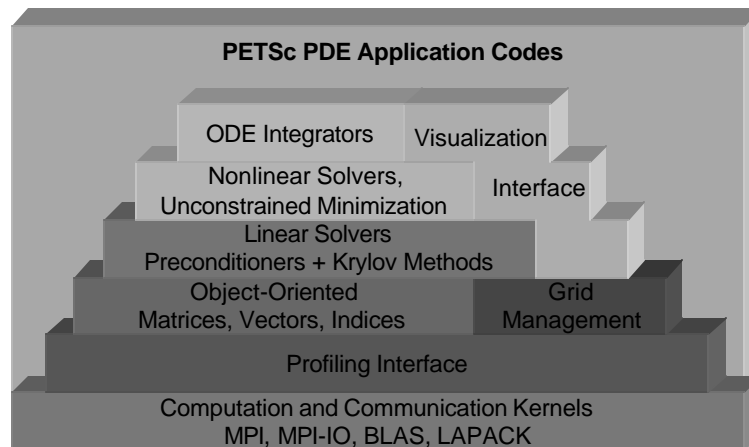 PETSc PDE Application Codes
ODE Integrators
Visualization
Nonlinear Solvers,
Unconstrained Minimization
Interface
Linear Solvers
Preconditioners + Krylov Methods
Object-Oriented
Matrices, Vectors, Indices
Grid
Management
Profiling Interface
Computation and Communication Kernels
MPI, MPI-IO, BLAS, LAPACK